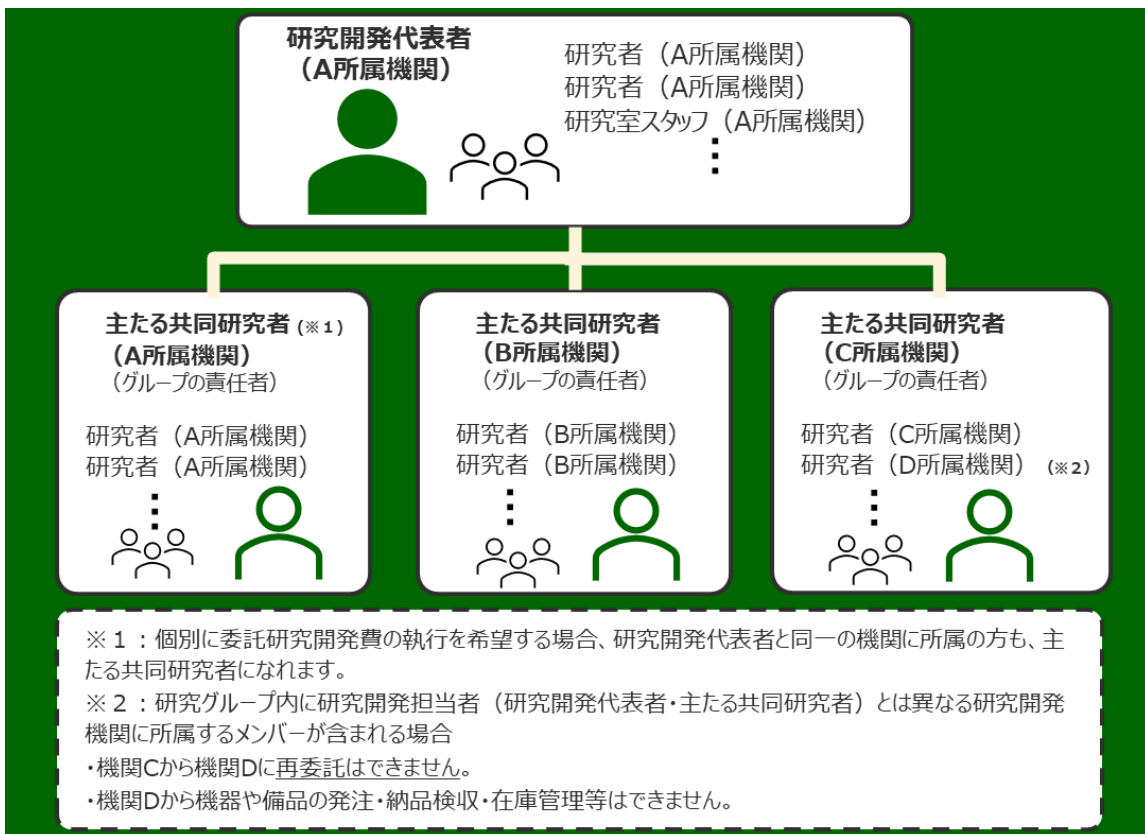 研究開発代表者
（A所属機関）
研究者（A所属機関）
研究者（A所属機関）
研究室スタッフ（A所属機関）
⋮
主たる共同研究者（※１）
（A所属機関）
（グループの責任者）
研究者（A所属機関）
研究者（A所属機関）
⋮
主たる共同研究者
（B所属機関）
（グループの責任者）
研究者（B所属機関）
研究者（B所属機関）
⋮
主たる共同研究者
（C所属機関）
（グループの責任者）
研究者（C所属機関）
研究者（D所属機関）（※２）
⋮
※１：個別に委託研究開発費の執行を希望する場合、研究開発代表者と同一の機関に所属の方も、主
たる共同研究者になれます。
※２：研究グループ内に研究開発担当者（研究開発代表者・主たる共同研究者）とは異なる研究開発
機関に所属するメンバーが含まれる場合
・機関Cから機関Dに再委託はできません。
・機関Dから機器や備品の発注・納品検収・在庫管理等はできません。